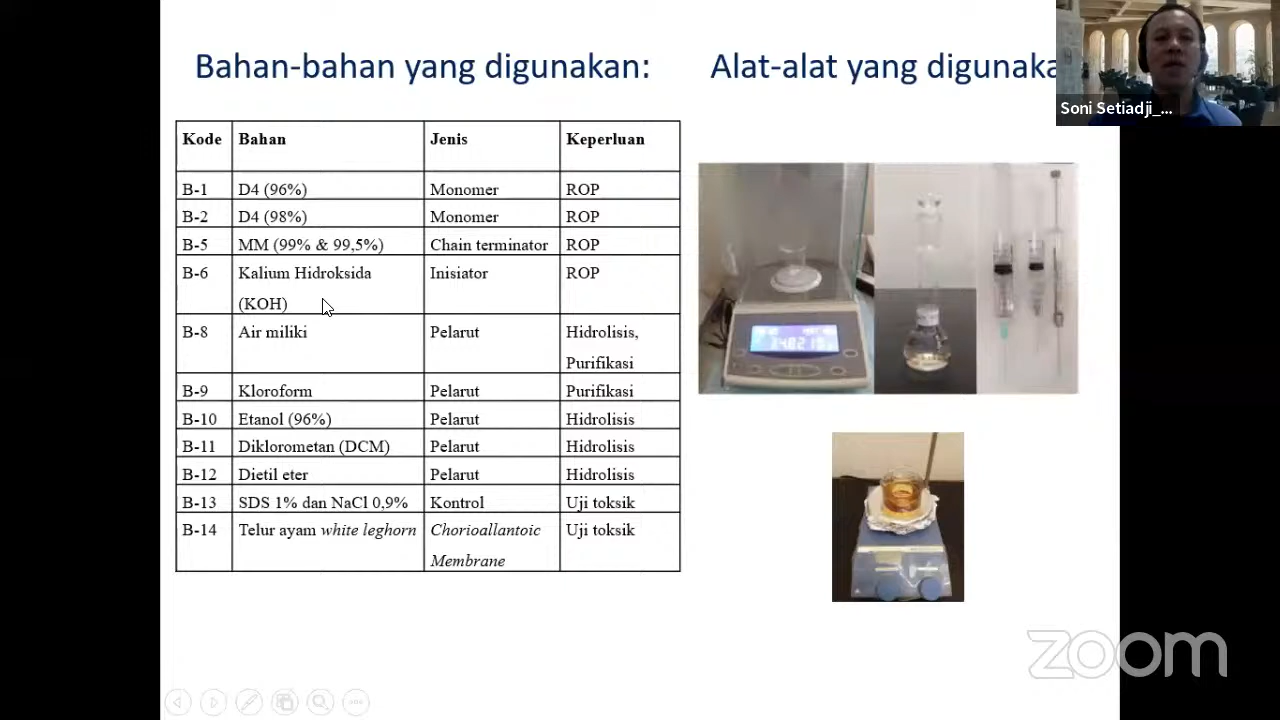 Bahan-bahan yang digunakan:
Alat-alat yang digunaka
Soni Setiadji_...
Kode Bahan Jenis Keperluan
B-1 D4 (96%) Monomer ROP
B-2 D4 (98%) Monomer ROP
B-5 MM (99% & 99,5%) Chain terminator ROP
B-6 Kalium Hidroksida Inisiator ROP
(KOH)
B-8 Air miliki Pelarut Hidrolisis,
Purifikasi
B-9 Kloroform Pelarut Purifikasi
B-10 Etanol (96%) Pelarut Hidrolisis
B-11 Diklorometan (DCM) Pelarut Hidrolisis
B-12 Dietil eter Pelarut Hidrolisis
B-13 SDS 1% dan NaCl 0,9% Kontrol Uji toksik
B-14 Telur ayam white leghorn Chorioallantoic Uji toksik
Membrane
zoom